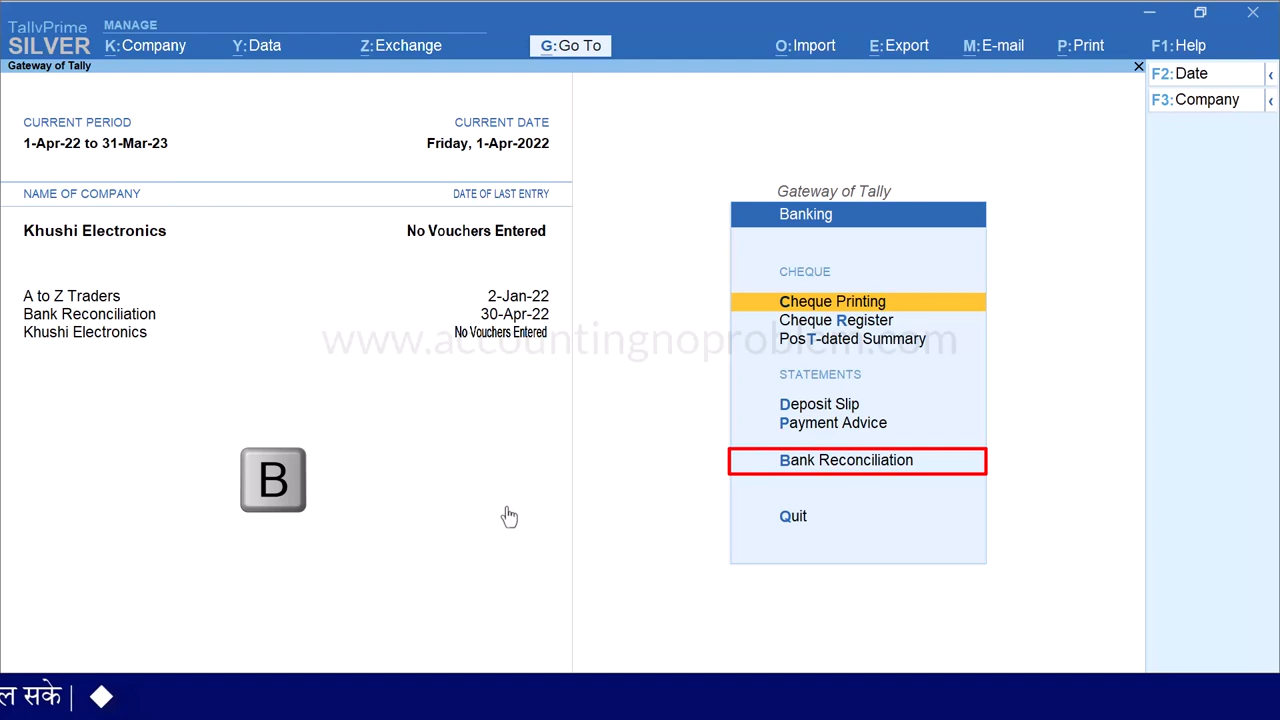 TallyPrime
SILVER
MANAGE
K:Company
Y:Data
Z:Exchange
G:Go To
O:Import
E:Export
M:E-mail
P:Print
F1:Help
Gateway of Tally
F2:Date
F3:Company
CURRENT PERIOD
1-Apr-22 to 31-Mar-23
CURRENT DATE
Friday, 1-Apr-2022
NAME OF COMPANY
DATE OF LAST ENTRY
Khushi Electronics
No Vouchers Entered
A to Z Traders
2-Jan-22
Bank Reconciliation
30-Apr-22
Khushi Electronics
No Vouchers Entered
www.accountingnoproblem.com
Gateway of Tally
Banking
CHEQUE
Cheque Printing
Cheque Register
PosT-dated Summary
STATEMENTS
Deposit Slip
Payment Advice
Bank Reconciliation
Quit
B
सके |